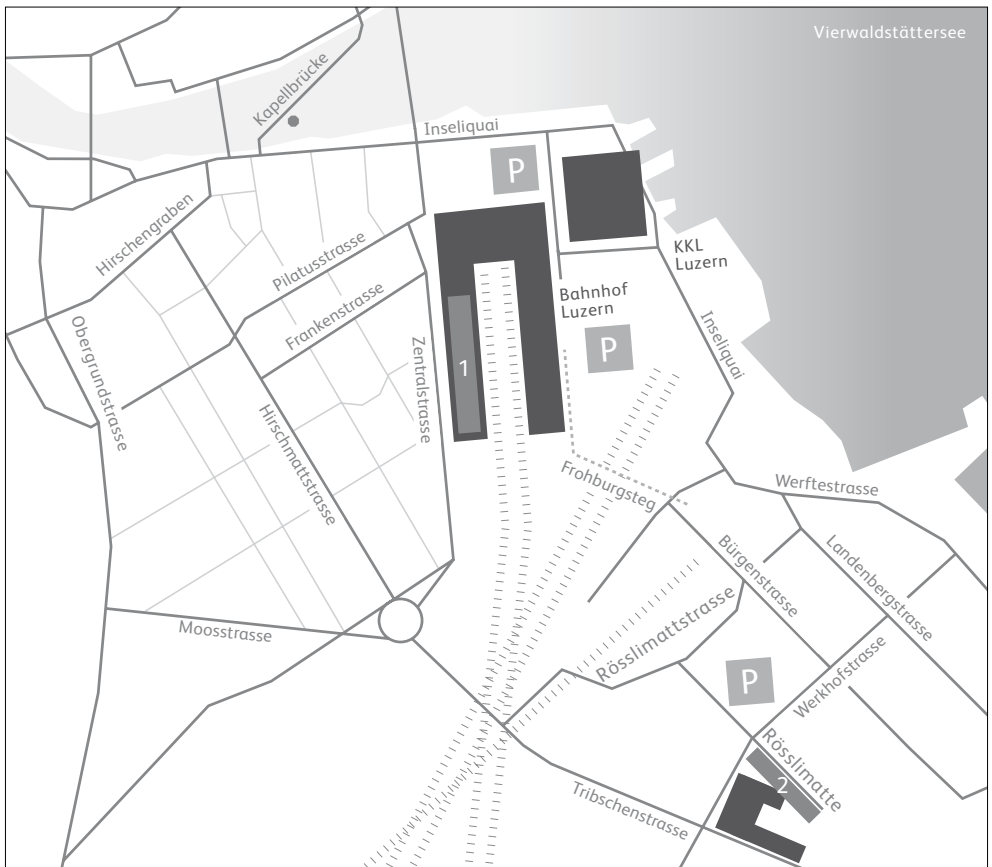 Vierwaldstättersee
Kapellbrücke
Inseliquai
P
Hirschengraben
Pilatusstrasse
KKL
Luzern
Bahnhof
Luzern
Frankenstrasse
Obergrundstrasse
Zentralstrasse
1
P
Inseliquai
Hirschmattstrasse
Frohburgsteg
Werftestrasse
Bürgenstrasse
Landenbergstrasse
Moosstrasse
Rösslimattstrasse
P
Werkhofstrasse
Rösslimatte
2
Tribschenstrasse